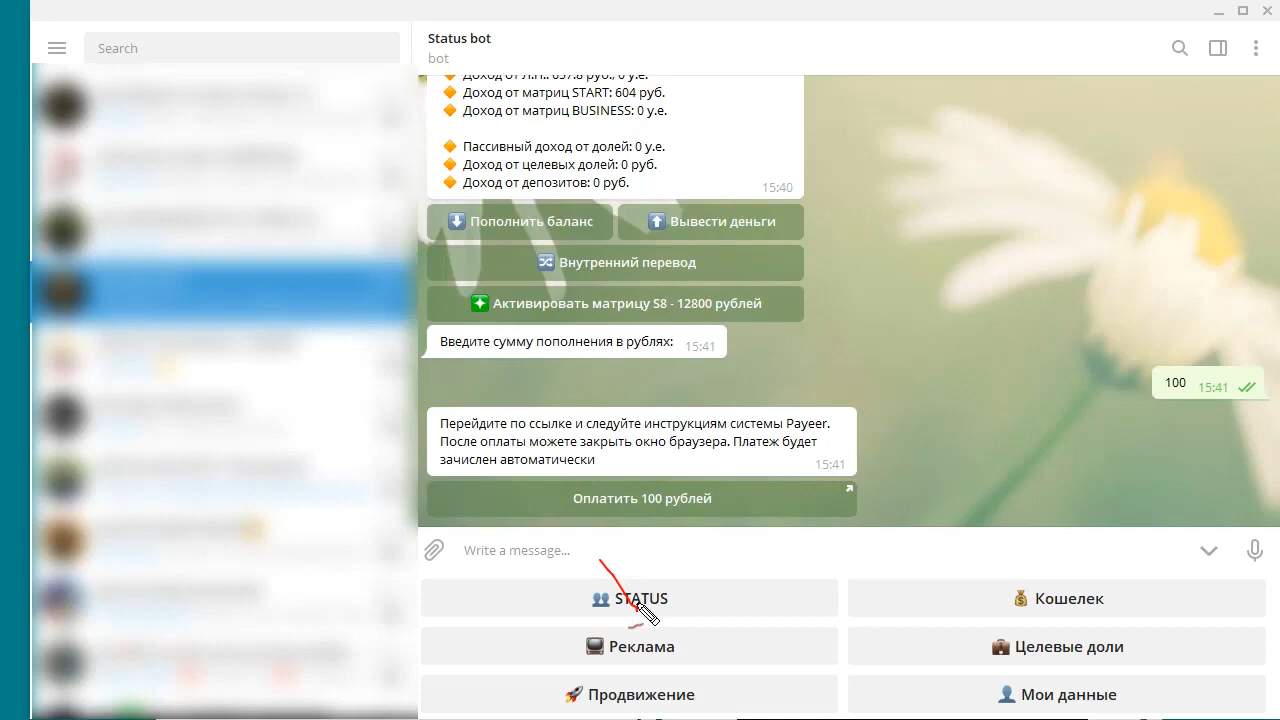 Search
Status bot
bot
Доход от матриц START: 604 руб.
Доход от матриц BUSINESS: 0 у.е.
Пассивный доход от долей: 0 у.е.
Доход от целевых долей: 0 руб.
Доход от депозитов: 0 руб.
15:40
Пополнить баланс
Вывести деньги
Внутренний перевод
Активировать матрицу S8 - 12800 рублей
Введите сумму пополнения в рублях: 15:41
100 15:41
Перейдите по ссылке и следуйте инструкциям системы Payeer.
После оплаты можете закрыть окно браузера. Платеж будет
зачислен автоматически 15:41
Оплатить 100 рублей
Write a message...
STATUS
Кошелек
Реклама
Целевые доли
Продвижение
Мои данные